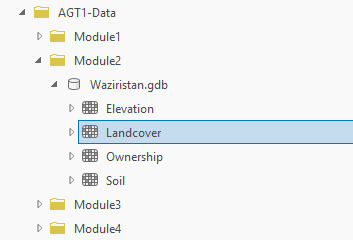 AGT1-Data
Module1
Module2
Waziristan.gdb
Elevation
Landcover
Ownership
Soil
Module3
Module4